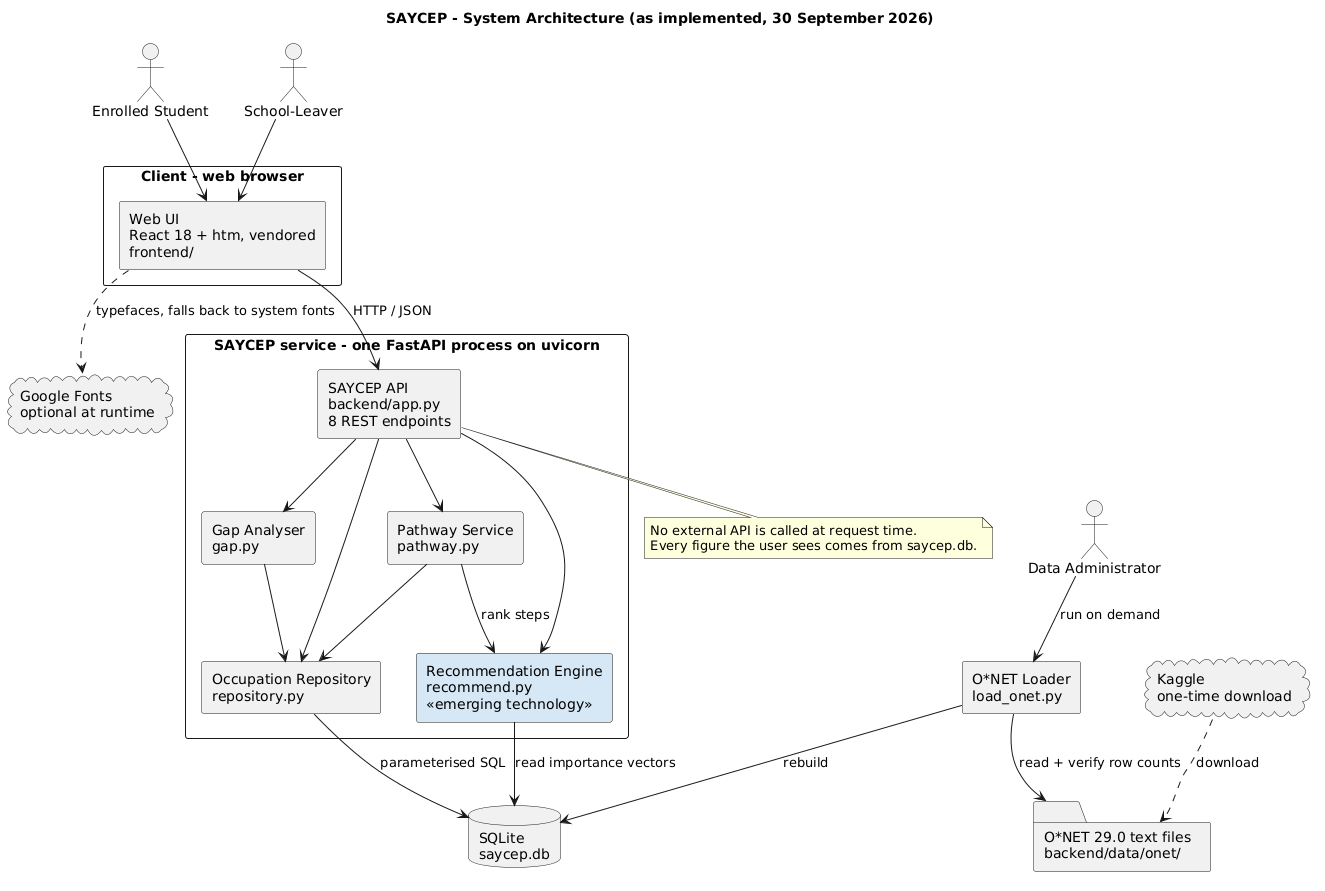 SAYCEP - System Architecture (as implemented, 30 September 2026)
Enrolled Student
School-Leaver
Client - web browser
Web UI
React 18 + htm, vendored
frontend/
typefaces, falls back to system fonts
HTTP / JSON
SAYCEP service - one FastAPI process on uvicorn
Google Fonts
optional at runtime
SAYCEP API
backend/app.py
8 REST endpoints
Gap Analyser
gap.py
Pathway Service
pathway.py
No external API is called at request time.
Every figure the user sees comes from saycep.db.
Data Administrator
rank steps
run on demand
Occupation Repository
repository.py
Recommendation Engine
recommend.py
«emerging technology»
O*NET Loader
load_onet.py
Kaggle
one-time download
parameterised SQL
read importance vectors
rebuild
read + verify row counts
download
SQLite
saycep.db
O*NET 29.0 text files
backend/data/onet/